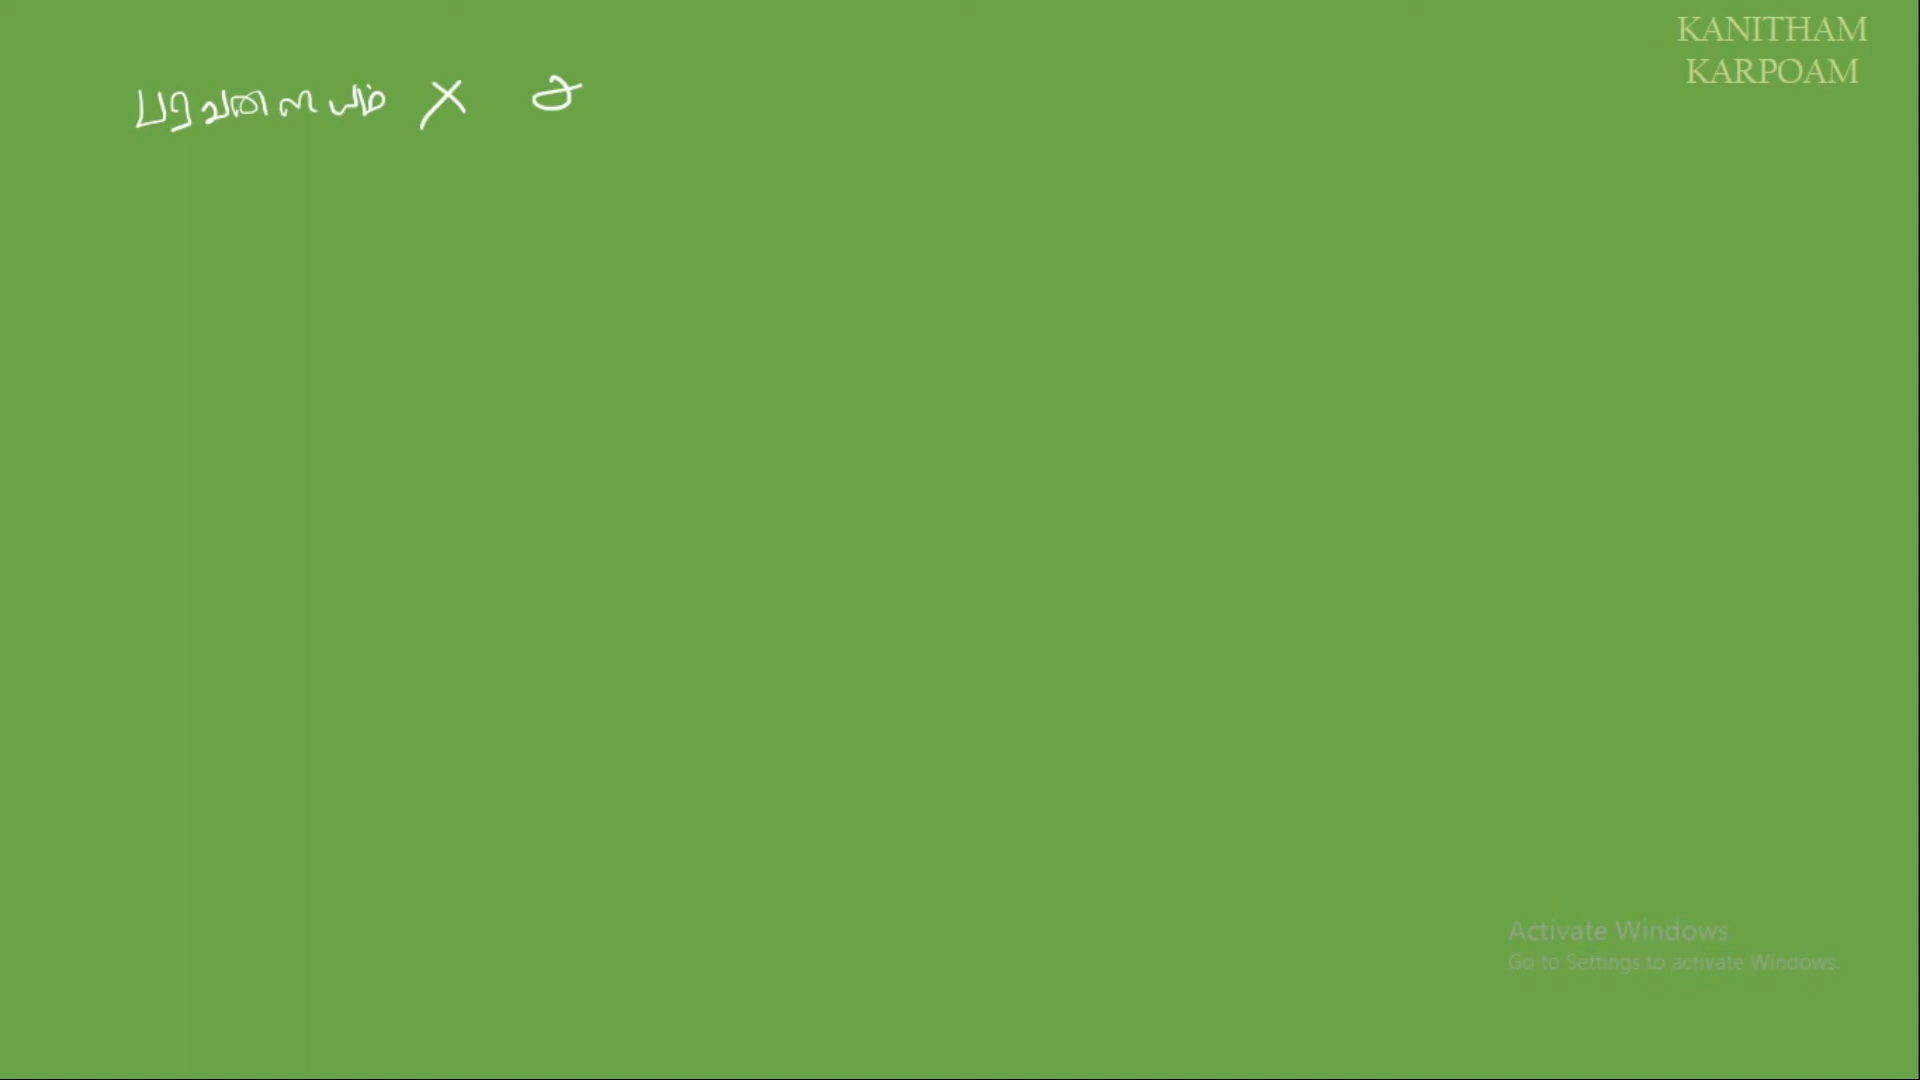 KANITHAM
KARPOAM
பரவளையம் X உ
Activate Windows
Go to Settings to activate Windows.